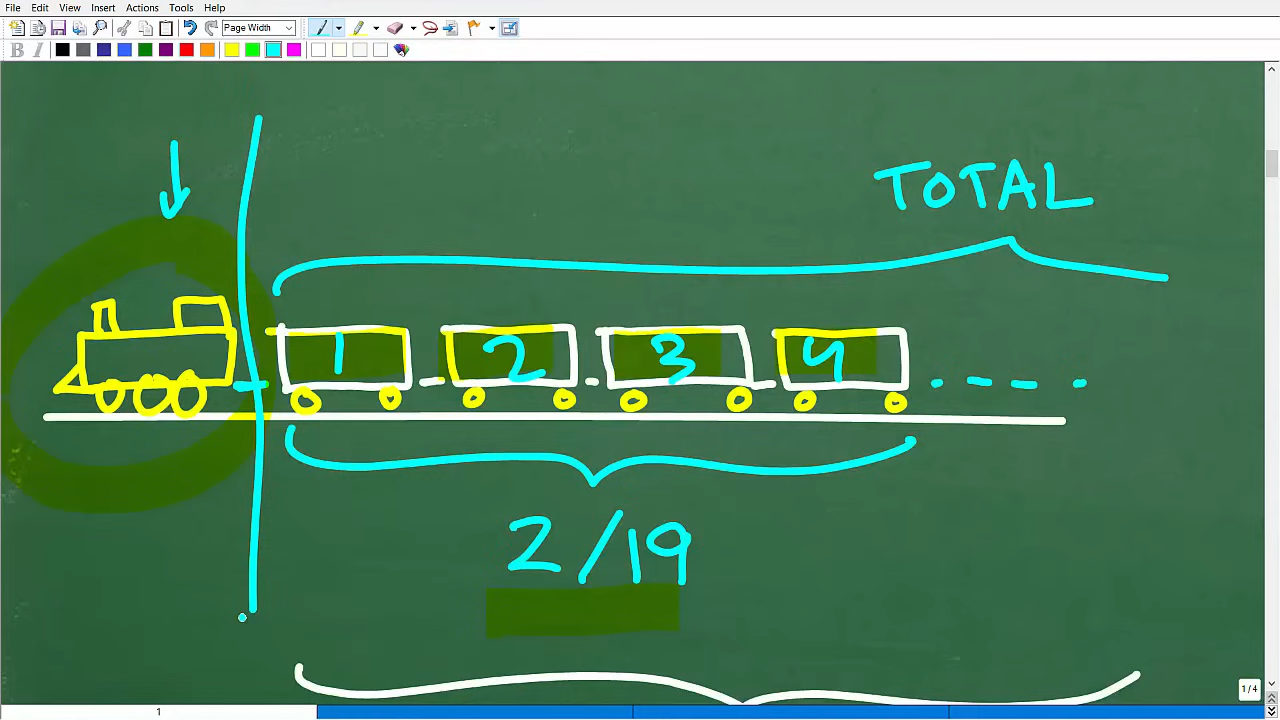 File Edit View Insert Actions Tools Help
Page Width
B I
TOTAL
1 2 3 4
2/19
1/4
1